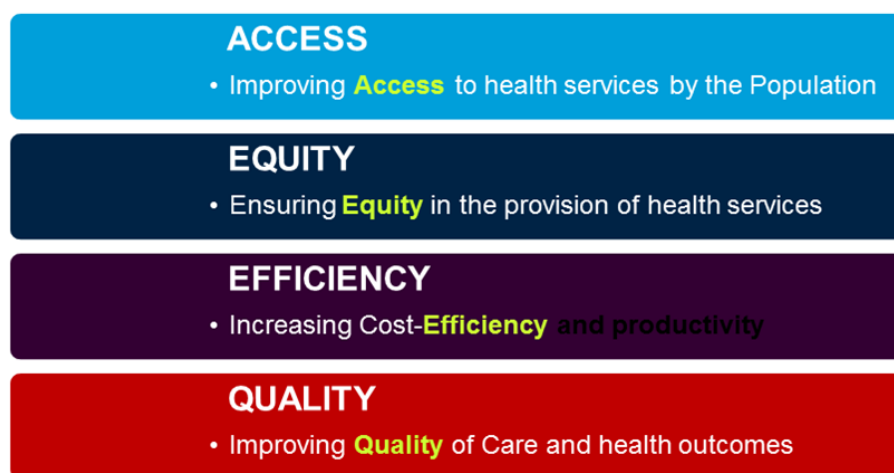 ACCESS
• Improving Access to health services by the Population
EQUITY
• Ensuring Equity in the provision of health services
EFFICIENCY
• Increasing Cost-Efficiency and productivity
QUALITY
• Improving Quality of Care and health outcomes